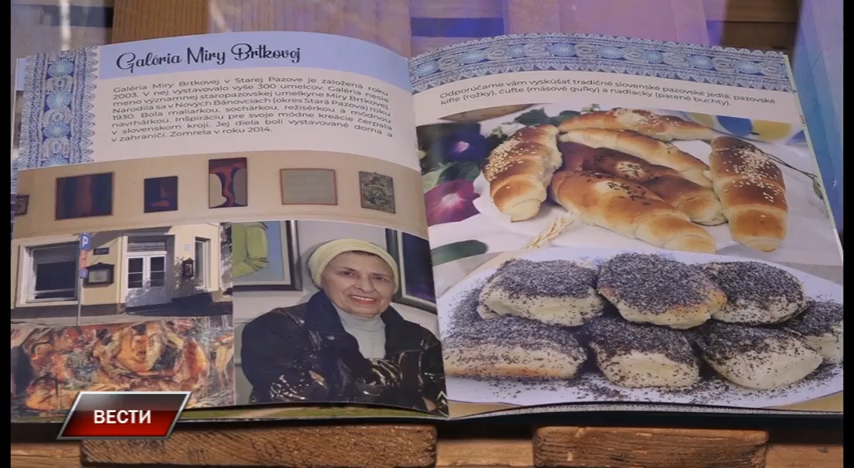 Galéria Miry Brtkovoj
Galéria Miry Brtkovej v Starej Pazove je založená roku
2003. V nej vystavovalo vyše 300 umelcov. Galéria nesie
meno významnej staropazovskej umelkyne Miry Brtkovej
Narodila sa v Nových Bánovciach (okres Stará Pazova) roku
1930. Bola maliarkou, sochárkou, režisérkou a módnou
návrhárkou. Inšpiráciu pre svoje módne kreácie čerpala
v slovenskom kroji. Jej diela boli vystavované doma a
v zahraničí. Zomrela v roku 2014.
Odporúčame vám vyskúšať tradičné slovenské pazovské jedlá: pazovské
kifle (rožky), čufte (mäsové guľky) a nadlacky (parené buchty).
ВЕСТИ